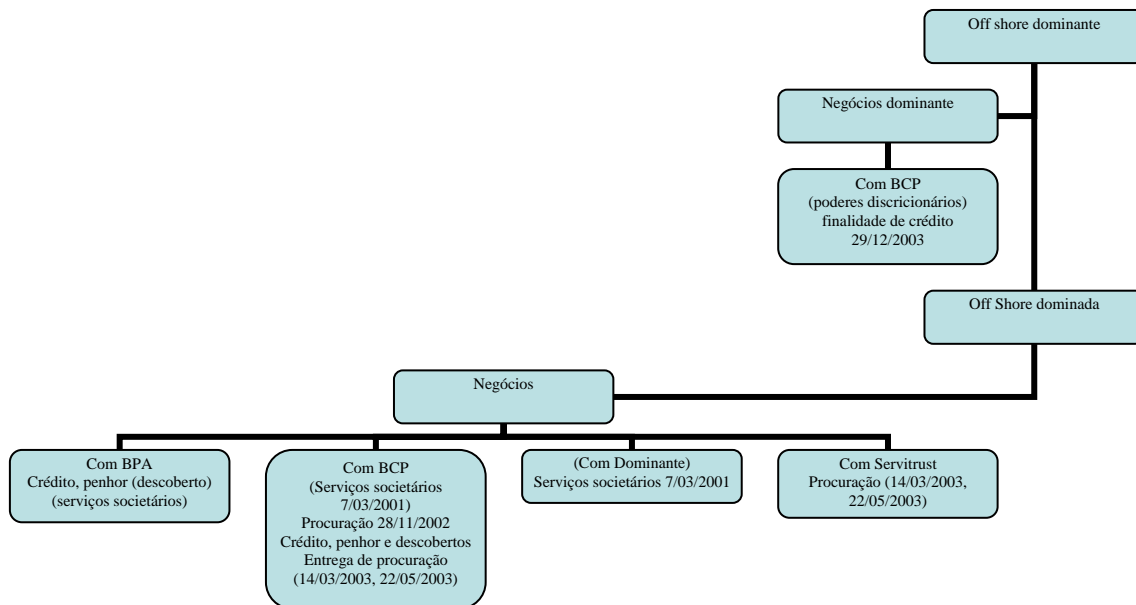 Off shore dominante
Negócios dominante
Com BCP
(poderes discricionários)
finalidade de crédito
29/12/2003
Off Shore dominada
Negócios
Com BPA
Crédito, penhor (descoberto)
(serviços societários)
Com BCP
(Serviços societários
7/03/2001)
Procuração 28/11/2002
Crédito, penhor e descobertos
Entrega de procuração
(14/03/2003, 22/05/2003)
(Com Dominante)
Serviços societários 7/03/2001
Com Servitrust
Procuração (14/03/2003,
22/05/2003)